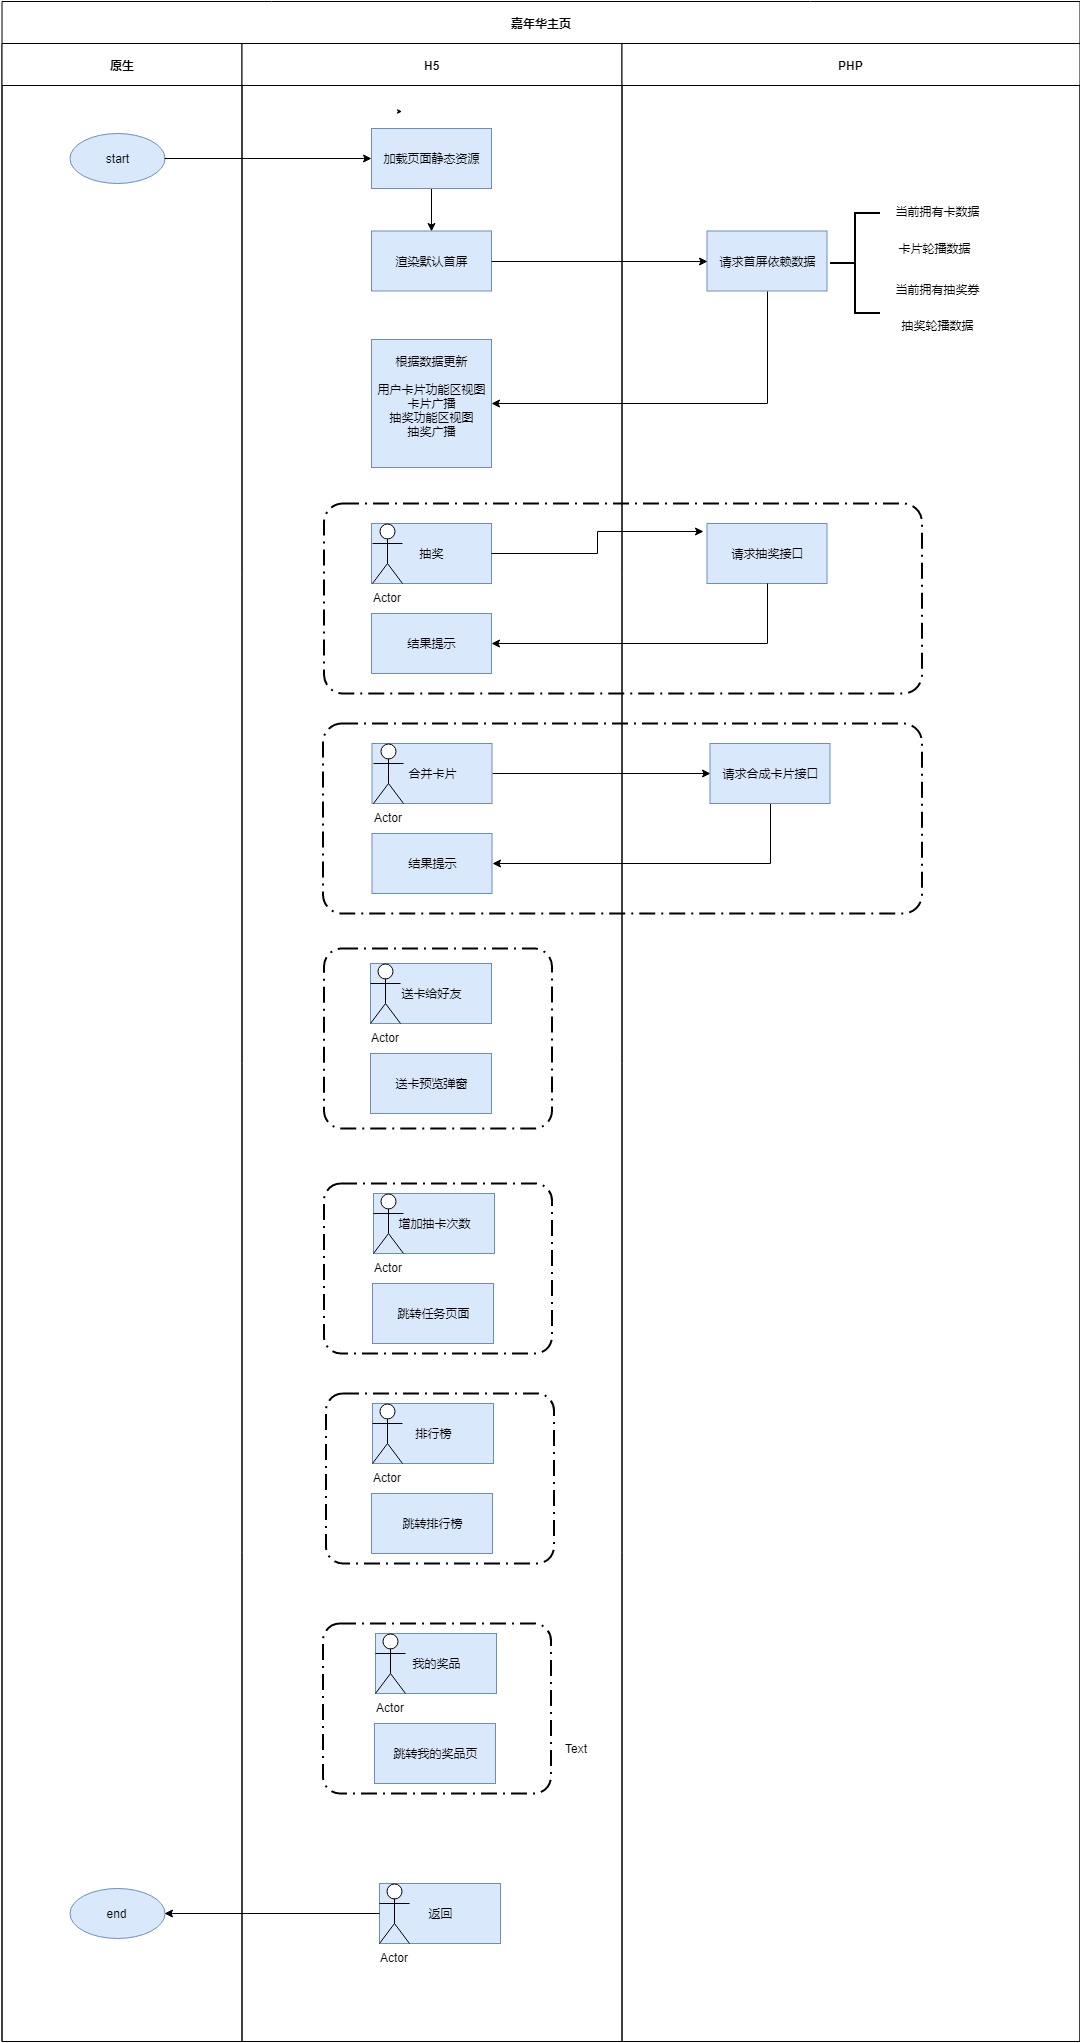 嘉年华主页
原生
H5
PHP
start
加载页面静态资源
渲染默认首屏
请求首屏依赖数据
当前拥有卡数据
卡片轮播数据
当前拥有抽奖券
抽奖轮播数据
根据数据更新
用户卡片功能区视图
卡片广播
抽奖功能区视图
抽奖广播
抽奖
Actor
请求抽奖接口
结果提示
合并卡片
Actor
请求合成卡片接口
结果提示
送卡给好友
Actor
送卡预览弹窗
增加抽卡次数
Actor
跳转任务页面
排行榜
Actor
跳转排行榜
我的奖品
Actor
跳转我的奖品页
Text
end
返回
Actor